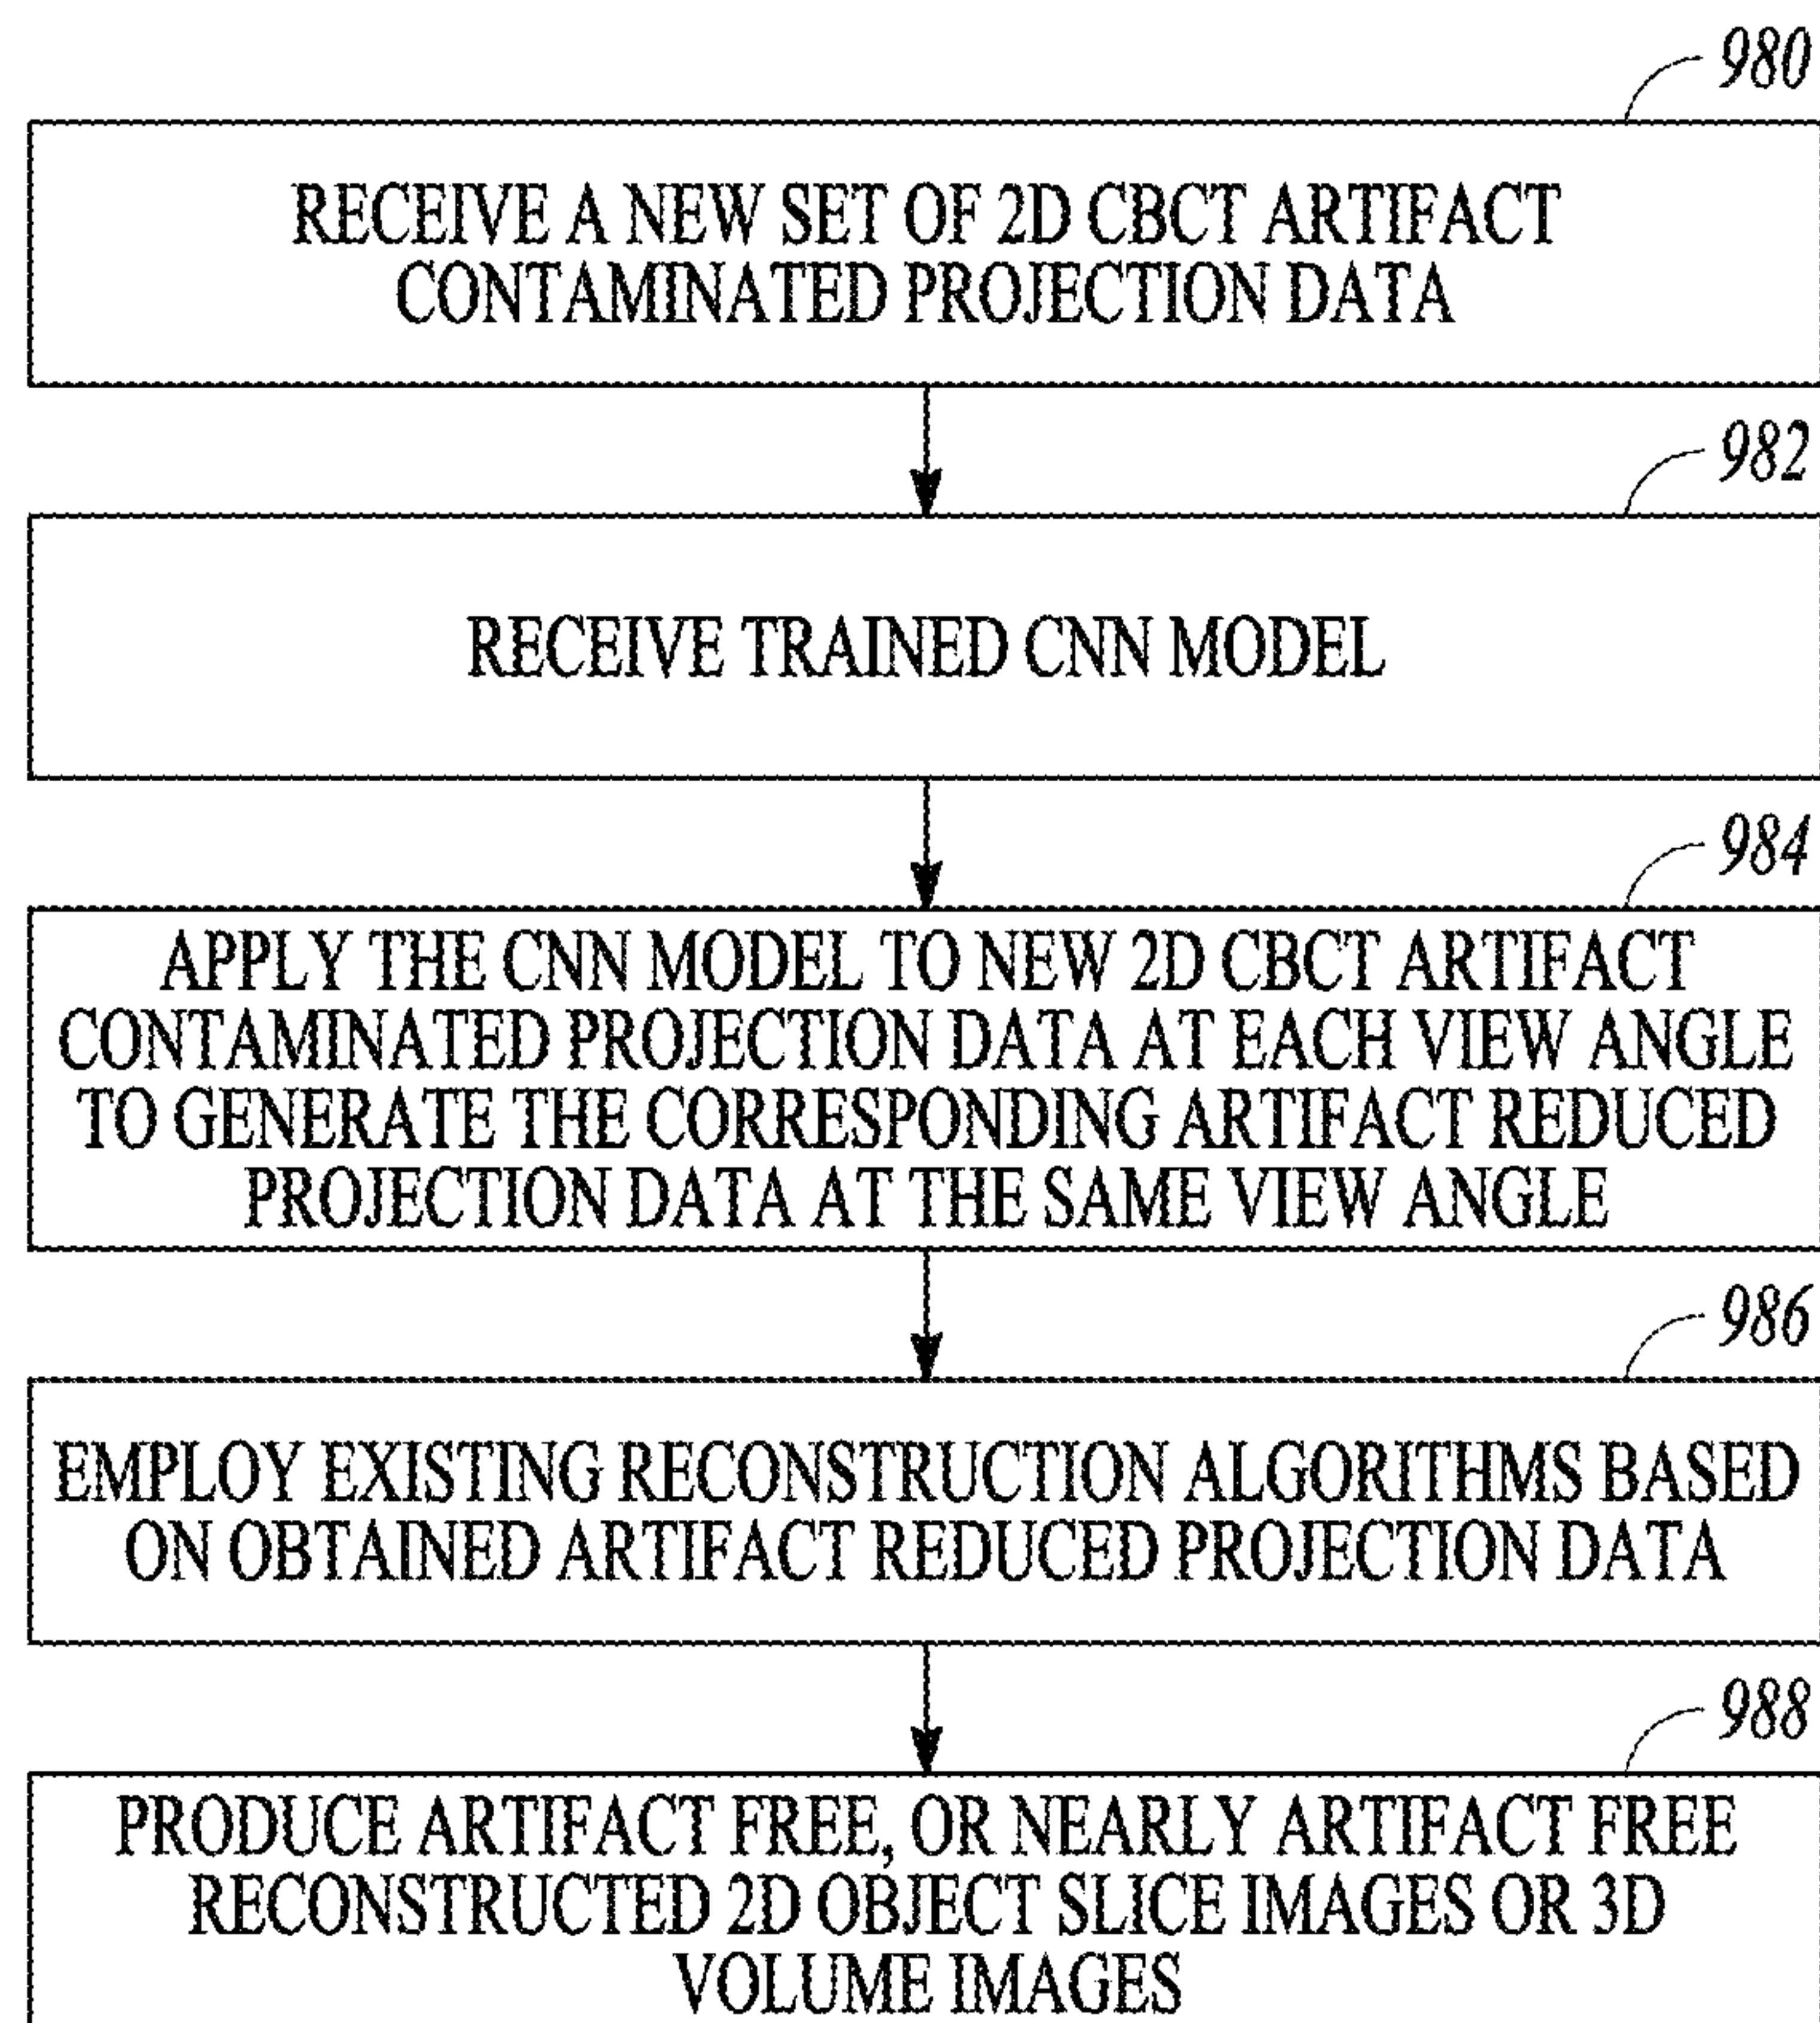 980
RECEIVE A NEW SET OF 2D CBCT ARTIFACT
CONTAMINATED PROJECTION DATA
982
RECEIVE TRAINED CNN MODEL
984
APPLY THE CNN MODEL TO NEW 2D CBCT ARTIFACT
CONTAMINATED PROJECTION DATA AT EACH VIEW ANGLE
TO GENERATE THE CORRESPONDING ARTIFACT REDUCED
PROJECTION DATA AT THE SAME VIEW ANGLE
986
EMPLOY EXISTING RECONSTRUCTION ALGORITHMS BASED
ON OBTAINED ARTIFACT REDUCED PROJECTION DATA
988
PRODUCE ARTIFACT FREE, OR NEARLY ARTIFACT FREE
RECONSTRUCTED 2D OBJECT SLICE IMAGES OR 3D
VOLUME IMAGES